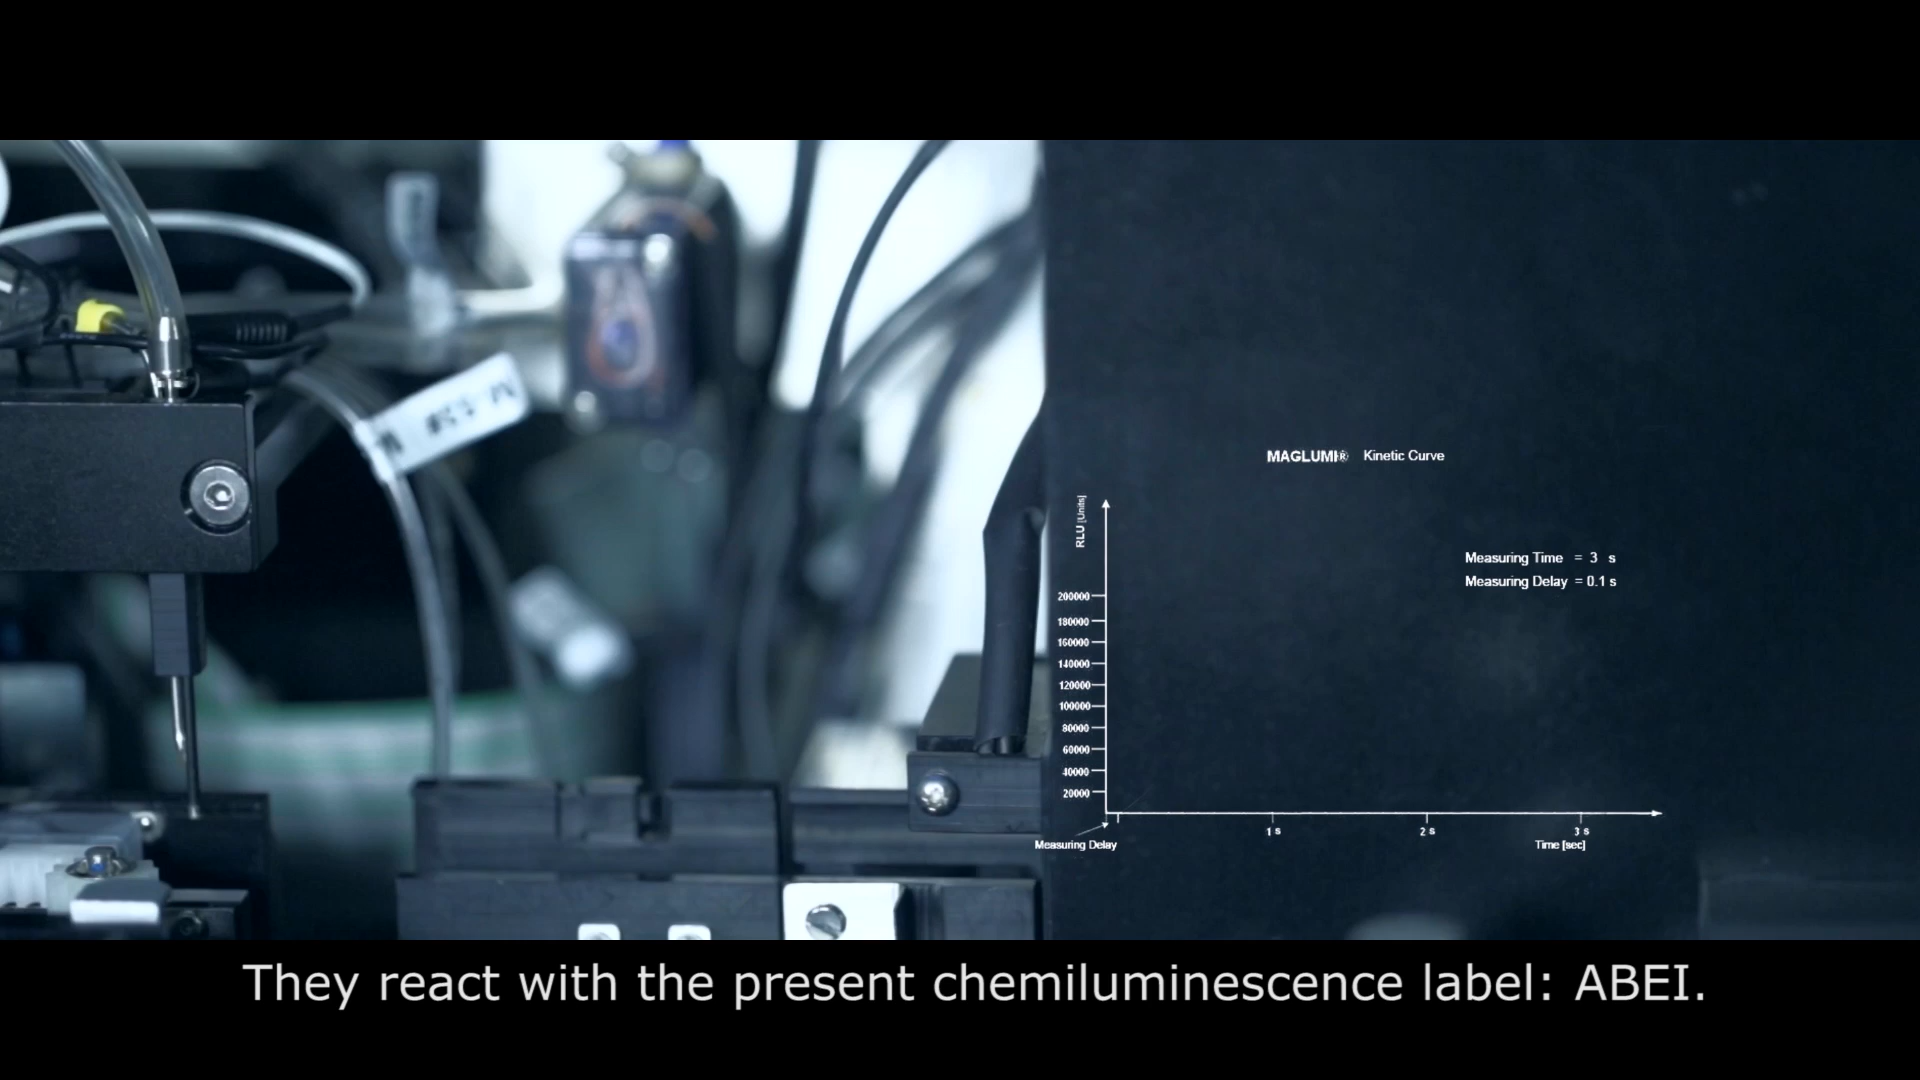 MAGLUMI® Kinetic Curve
RLU [Units]
Measuring Time = 3 s
Measuring Delay = 0.1 s
200000
180000
160000
140000
120000
100000
80000
60000
40000
20000
1 s
2 s
3 s
Measuring Delay
Time [sec]
They react with the present chemiluminescence label: ABEI.